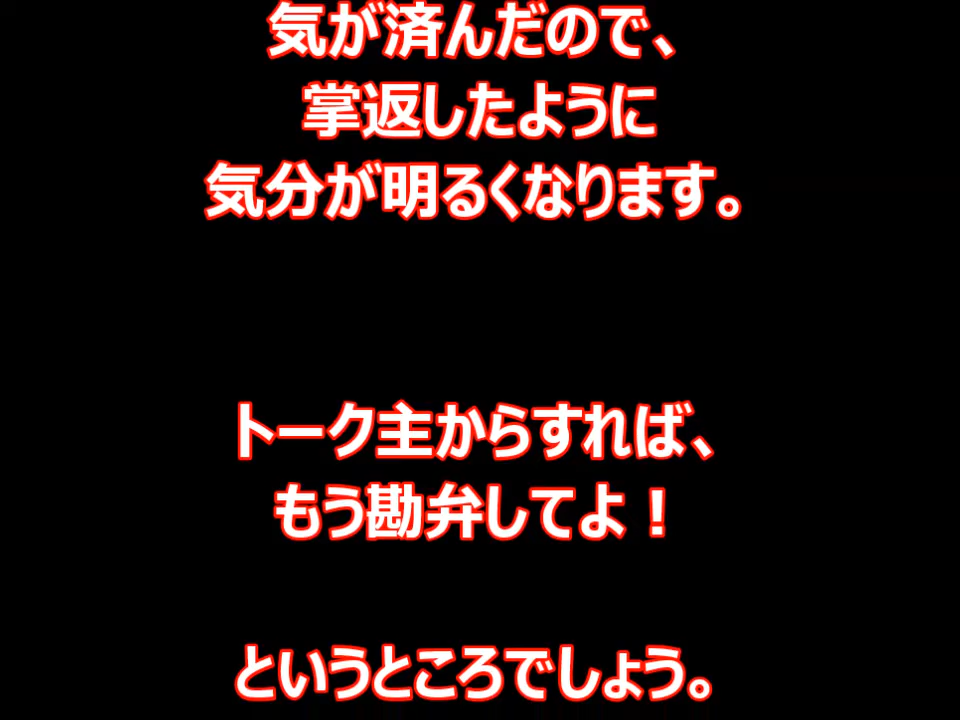 気が済んだので、
掌返したように
気分が明るくなります。
トーク主からすれば、
もう勘弁してよ！
というところでしょう。